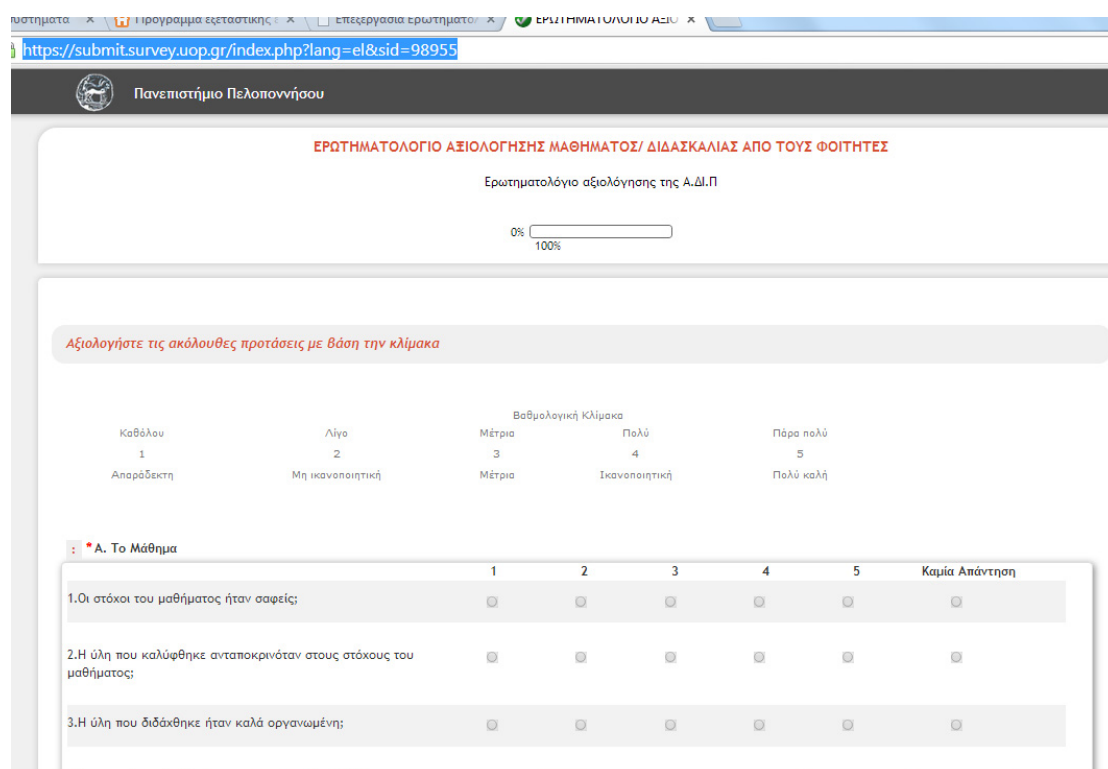 Πρόγραμμα εξεταστικής ε
Επεξεργασία Ερωτηματο
ΕΡΩΤΗΜΑΤΟΛΟΓΙΟ ΑΞΙΟ
https://submit.survey.uop.gr/index.php?lang=el&sid=98955
Πανεπιστήμιο Πελοποννήσου
ΕΡΩΤΗΜΑΤΟΛΟΓΙΟ ΑΞΙΟΛΟΓΗΣΗΣ ΜΑΘΗΜΑΤΟΣ/ ΔΙΔΑΣΚΑΛΙΑΣ ΑΠΟ ΤΟΥΣ ΦΟΙΤΗΤΕΣ
Ερωτηματολόγιο αξιολόγησης της Α.ΔΙ.Π
0%
100%
Αξιολογήστε τις ακόλουθες προτάσεις με βάση την κλίμακα
Βαθμολογική Κλίμακα
Καθόλου Λίγο Μέτρια Πολύ Πάρα πολύ
1 2 3 4 5
Απαράδεκτη Μη ικανοποιητική Μέτρια Ικανοποιητική Πολύ καλή
: *Α. Το Μάθημα
1 2 3 4 5 Καμία Απάντηση
1.Οι στόχοι του μαθήματος ήταν σαφείς;
2.Η ύλη που καλύφθηκε ανταποκρινόταν στους στόχους του
μαθήματος;
3.Η ύλη που διδάχθηκε ήταν καλά οργανωμένη;